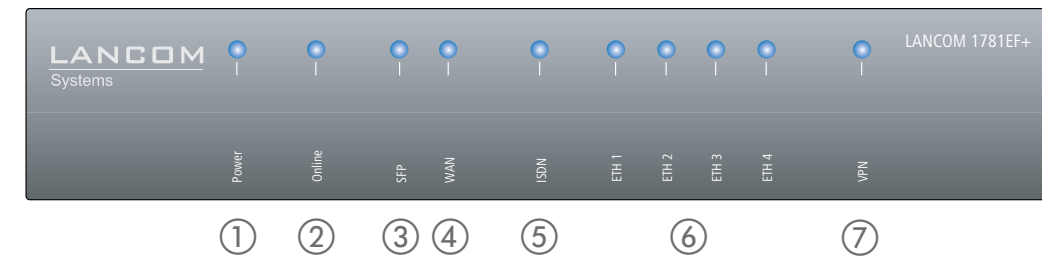 LANCOM
Systems
LANCOM 1781EF+
Power
Online
SFP
WAN
ISDN
ETH 1
ETH 2
ETH 3
ETH 4
VPN
① ② ③ ④ ⑤ ⑥ ⑦